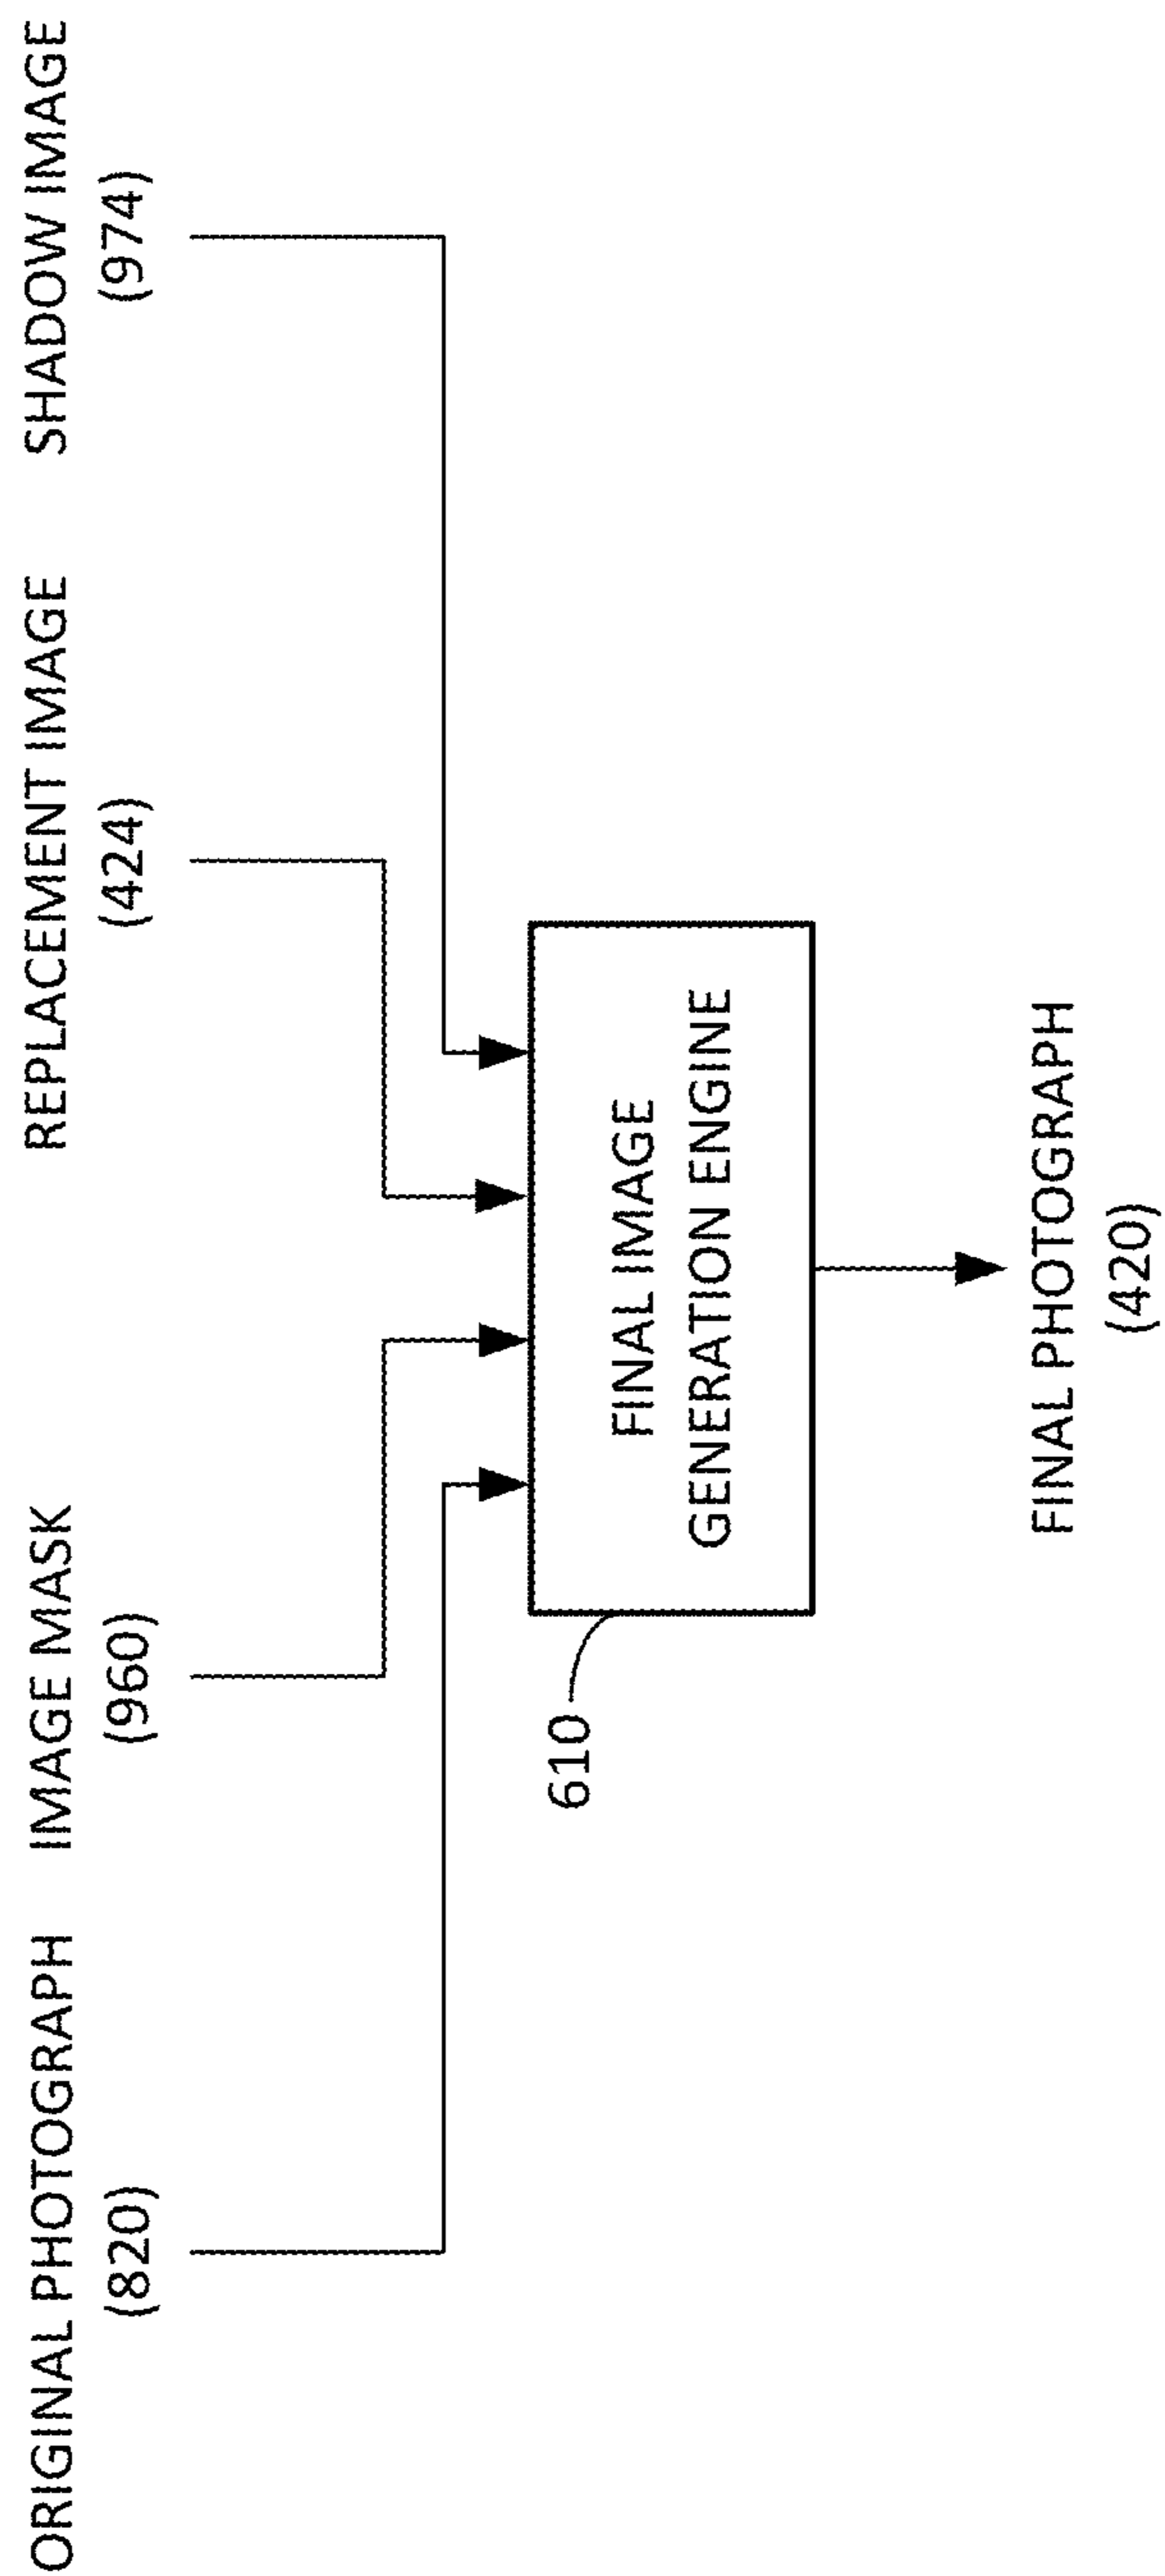 ORIGINAL PHOTOGRAPH
(820)
IMAGE MASK
(960)
REPLACEMENT IMAGE
(424)
SHADOW IMAGE
(974)
610
FINAL IMAGE
GENERATION ENGINE
FINAL PHOTOGRAPH
(420)